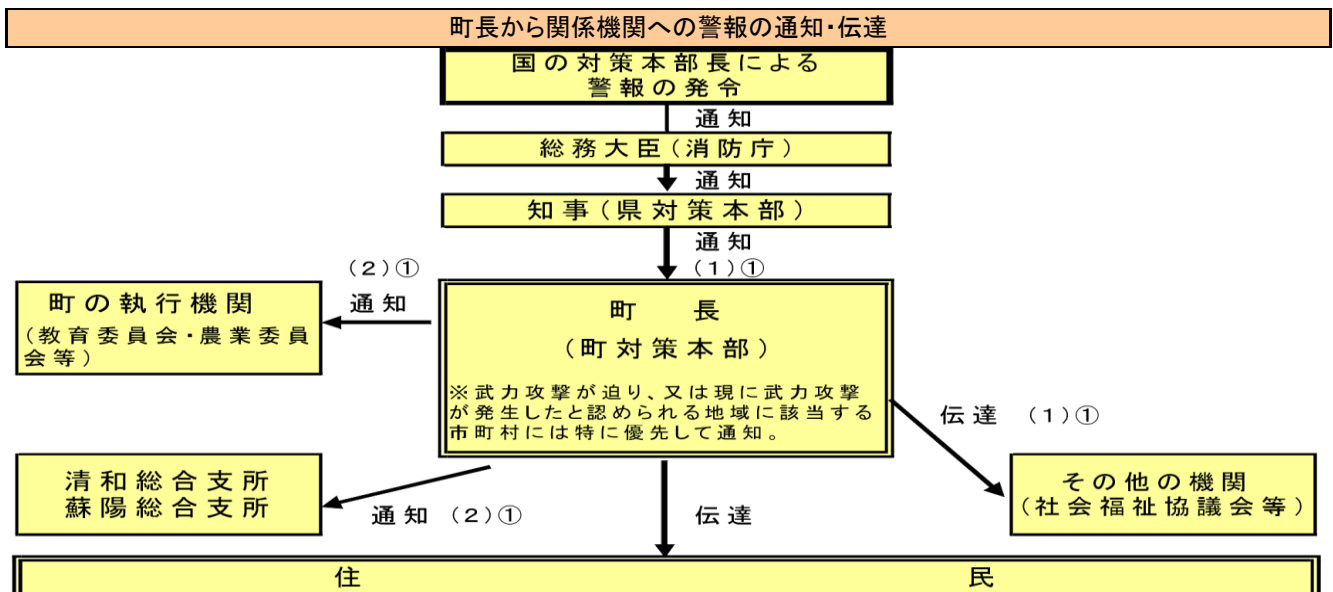 町長から関係機関への警報の通知・伝達
国の対策本部長による
警報の発令
通知
総務大臣(消防庁)
通知
知事(県対策本部)
通知
(2)①
(1)①
町の執行機関
(教育委員会・農業委員
会等)
通知
町 長
(町対策本部)
※武力攻撃が迫り、又は現に武力攻撃
が発生したと認められる地域に該当する
市町村には特に優先して通知。
伝達 (1)①
清和総合支所
蘇陽総合支所
通知 (2)①
伝達
その他の機関
(社会福祉協議会等)
住 民